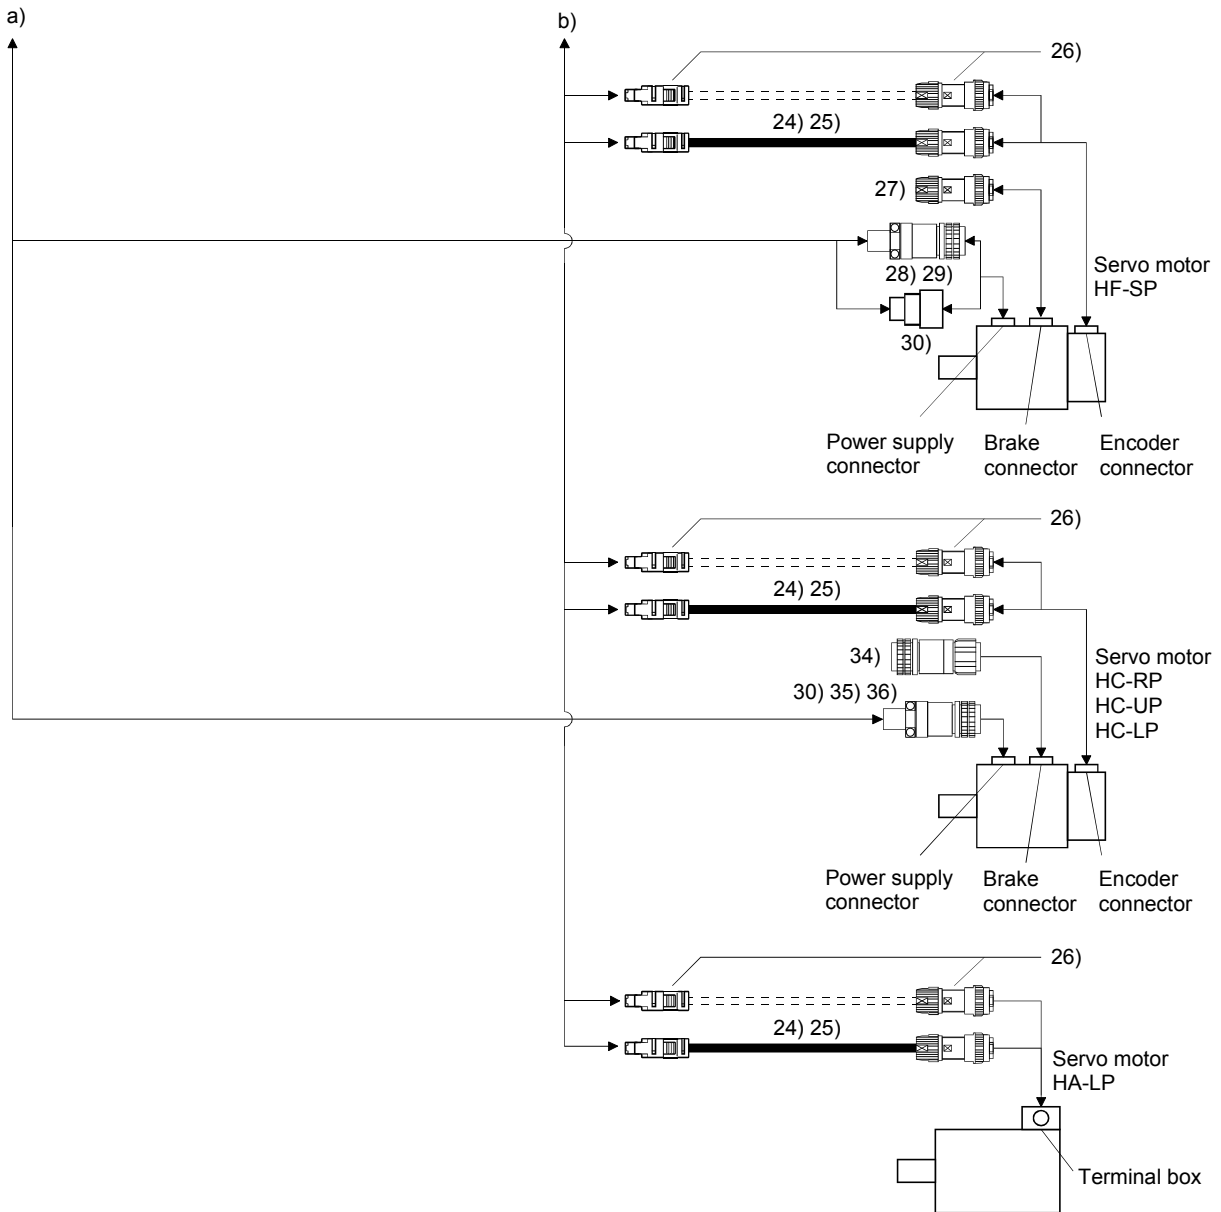 a)
b)
26)
24) 25)
27)
28) 29)
Servo motor
HF-SP
30)
Power supply
connector
Brake
connector
Encoder
connector
26)
24) 25)
34)
Servo motor
HC-RP
HC-UP
HC-LP
30) 35) 36)
Power supply
connector
Brake
connector
Encoder
connector
26)
24) 25)
Servo motor
HA-LP
Terminal box